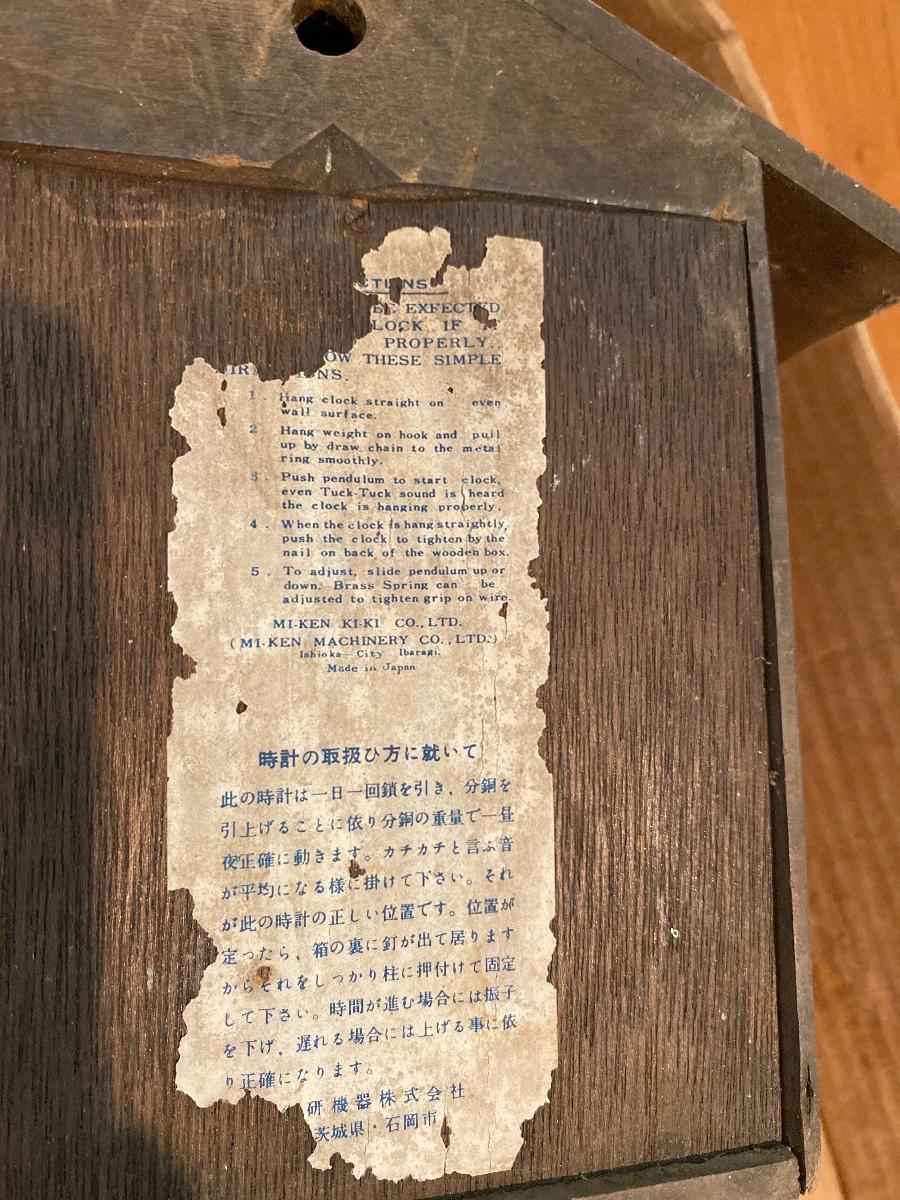 CTIONS
BE EXFECTED
LOCK IF
PROPERLY.
OW THESE SIMPLE
NS.
1. Hang clock straight on even
wall surface.
2. Hang weight on hook and pull
up by draw chain to the metal
ring smoothly.
3. Push pendulum to start clock,
even Tuck-Tuck sound is heard
the clock is hanging properly.
4. When the clock is hang straightly,
push the clock to tighten by the
nail on back of the wooden box.
5. To adjust, slide pendulum up or
down. Brass Spring can be
adjusted to tighten grip on wire.
MI-KEN KI-KI CO., LTD.
(MI-KEN MACHINERY CO., LTD.)
Ishioka-City Ibaragi.
Made in Japan
時計の取扱ひ方に就いて
此の時計は一日一回鎖を引き、分銅を
引上げることに依り分銅の重量で一昼
夜正確に動きます。カチカチと言ふ音
が平均になる様に掛けて下さい。それ
が此の時計の正しい位置です。位置が
定つたら、箱の裏に釘が出て居ります
からそれをしつかり柱に押付けて固定
して下さい。時間が進む場合には振子
を下げ、遅れる場合には上げる事に依
り正確になります。
研機器株式会社
茨城県・石岡市